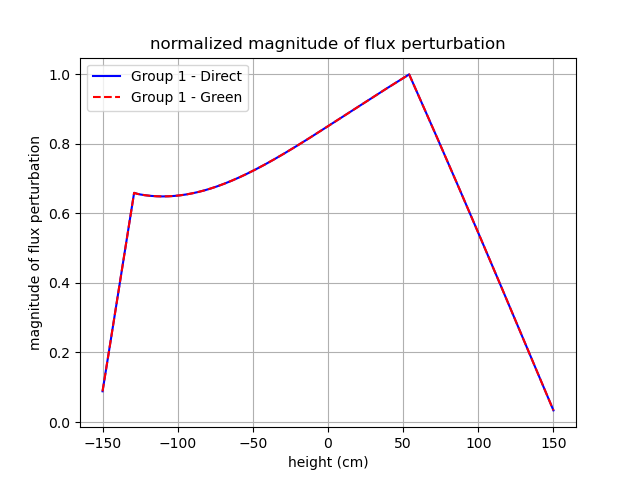 normalized magnitude of flux perturbation
Group 1 - Direct
Group 1 - Green
magnitude of flux perturbation
1.0
0.8
0.6
0.4
0.2
0.0
−150
−100
−50
0
50
100
150
height (cm)